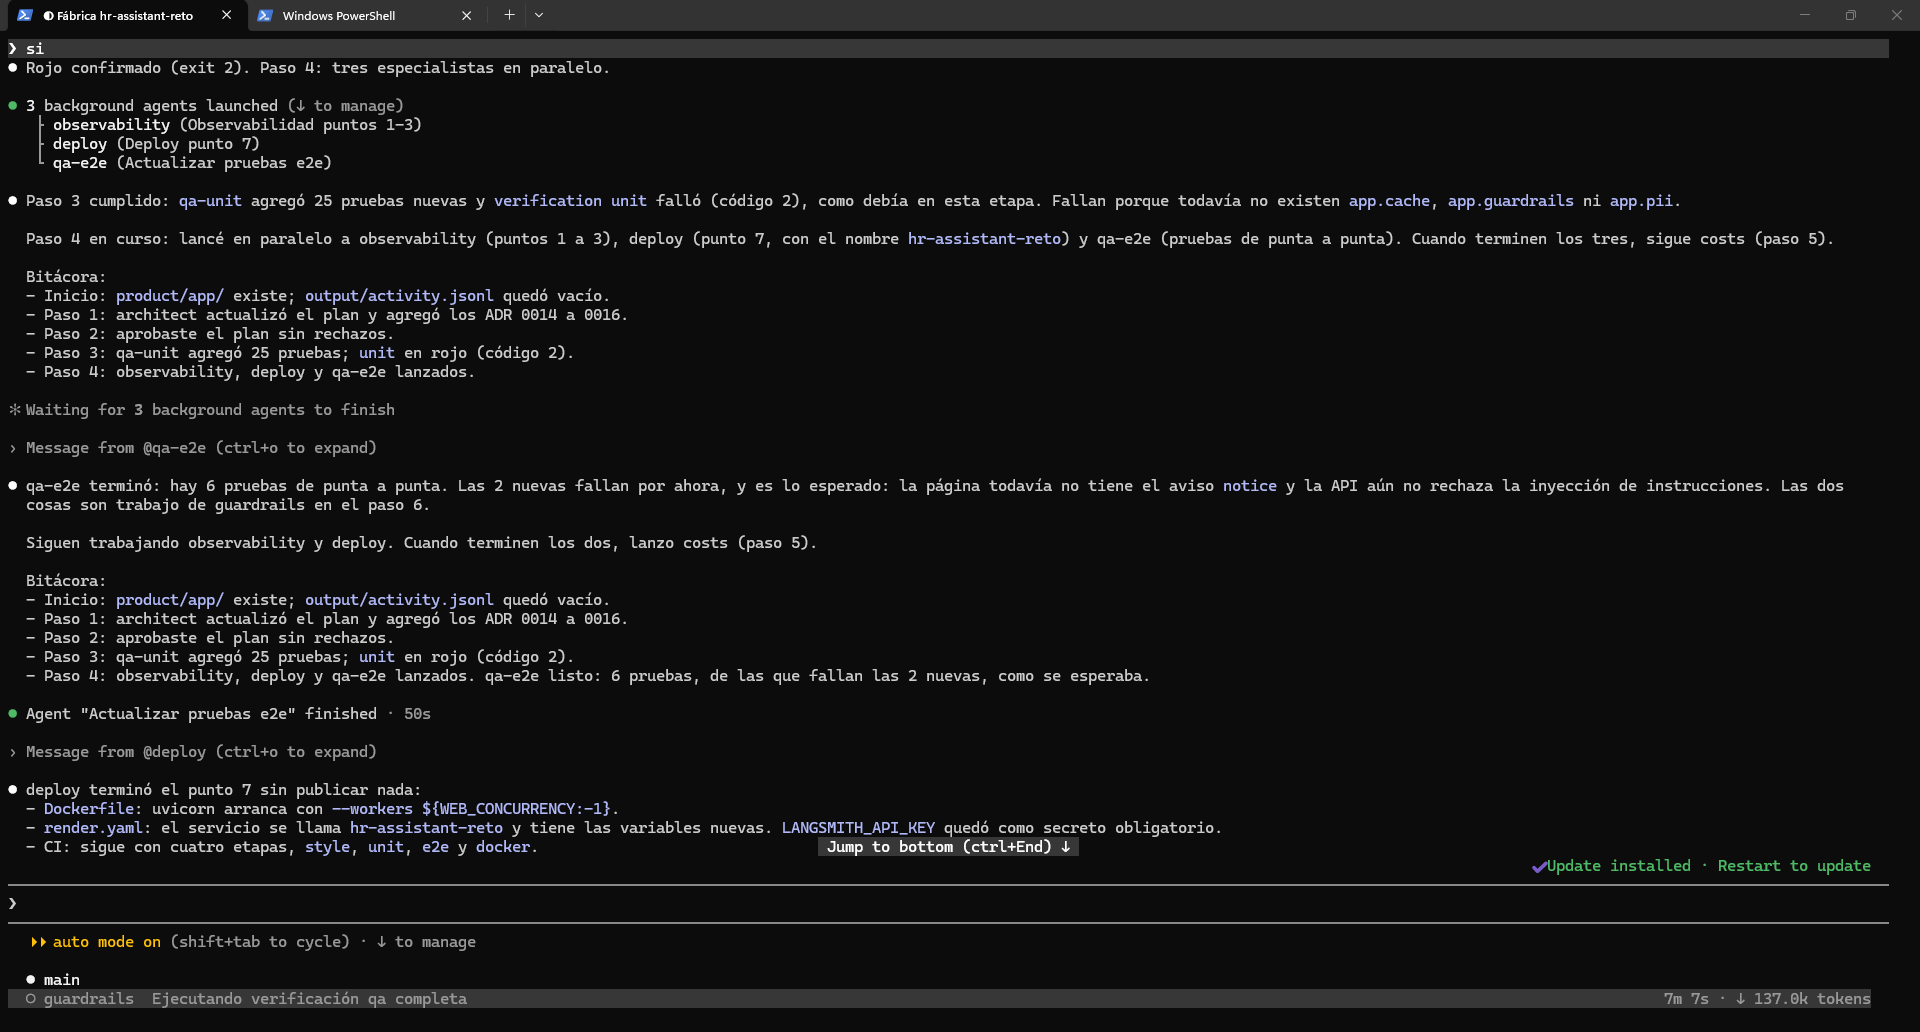 ◐ Fábrica hr-assistant-reto
Windows PowerShell
❯ si
● Rojo confirmado (exit 2). Paso 4: tres especialistas en paralelo.
● 3 background agents launched (↓ to manage)
├ observability (Observabilidad puntos 1-3)
├ deploy (Deploy punto 7)
└ qa-e2e (Actualizar pruebas e2e)
● Paso 3 cumplido: qa-unit agregó 25 pruebas nuevas y verification unit falló (código 2), como debía en esta etapa. Fallan porque todavía no existen app.cache, app.guardrails ni app.pii.
Paso 4 en curso: lancé en paralelo a observability (puntos 1 a 3), deploy (punto 7, con el nombre hr-assistant-reto) y qa-e2e (pruebas de punta a punta). Cuando terminen los tres, sigue costs (paso 5).
Bitácora:
- Inicio: product/app/ existe; output/activity.jsonl quedó vacío.
- Paso 1: architect actualizó el plan y agregó los ADR 0014 a 0016.
- Paso 2: aprobaste el plan sin rechazos.
- Paso 3: qa-unit agregó 25 pruebas; unit en rojo (código 2).
- Paso 4: observability, deploy y qa-e2e lanzados.
✻ Waiting for 3 background agents to finish
› Message from @qa-e2e (ctrl+o to expand)
● qa-e2e terminó: hay 6 pruebas de punta a punta. Las 2 nuevas fallan por ahora, y es lo esperado: la página todavía no tiene el aviso notice y la API aún no rechaza la inyección de instrucciones. Las dos
cosas son trabajo de guardrails en el paso 6.
Siguen trabajando observability y deploy. Cuando terminen los dos, lanzo costs (paso 5).
Bitácora:
- Inicio: product/app/ existe; output/activity.jsonl quedó vacío.
- Paso 1: architect actualizó el plan y agregó los ADR 0014 a 0016.
- Paso 2: aprobaste el plan sin rechazos.
- Paso 3: qa-unit agregó 25 pruebas; unit en rojo (código 2).
- Paso 4: observability, deploy y qa-e2e lanzados. qa-e2e listo: 6 pruebas, de las que fallan las 2 nuevas, como se esperaba.
● Agent "Actualizar pruebas e2e" finished · 50s
› Message from @deploy (ctrl+o to expand)
● deploy terminó el punto 7 sin publicar nada:
- Dockerfile: uvicorn arranca con --workers ${WEB_CONCURRENCY:-1}.
- render.yaml: el servicio se llama hr-assistant-reto y tiene las variables nuevas. LANGSMITH_API_KEY quedó como secreto obligatorio.
- CI: sigue con cuatro etapas, style, unit, e2e y docker.
Jump to bottom (ctrl+End) ↓
✔Update installed · Restart to update
❯
⏵⏵ auto mode on (shift+tab to cycle) · ↓ to manage
● main
○ guardrails Ejecutando verificación qa completa 7m 7s · ↓ 137.0k tokens